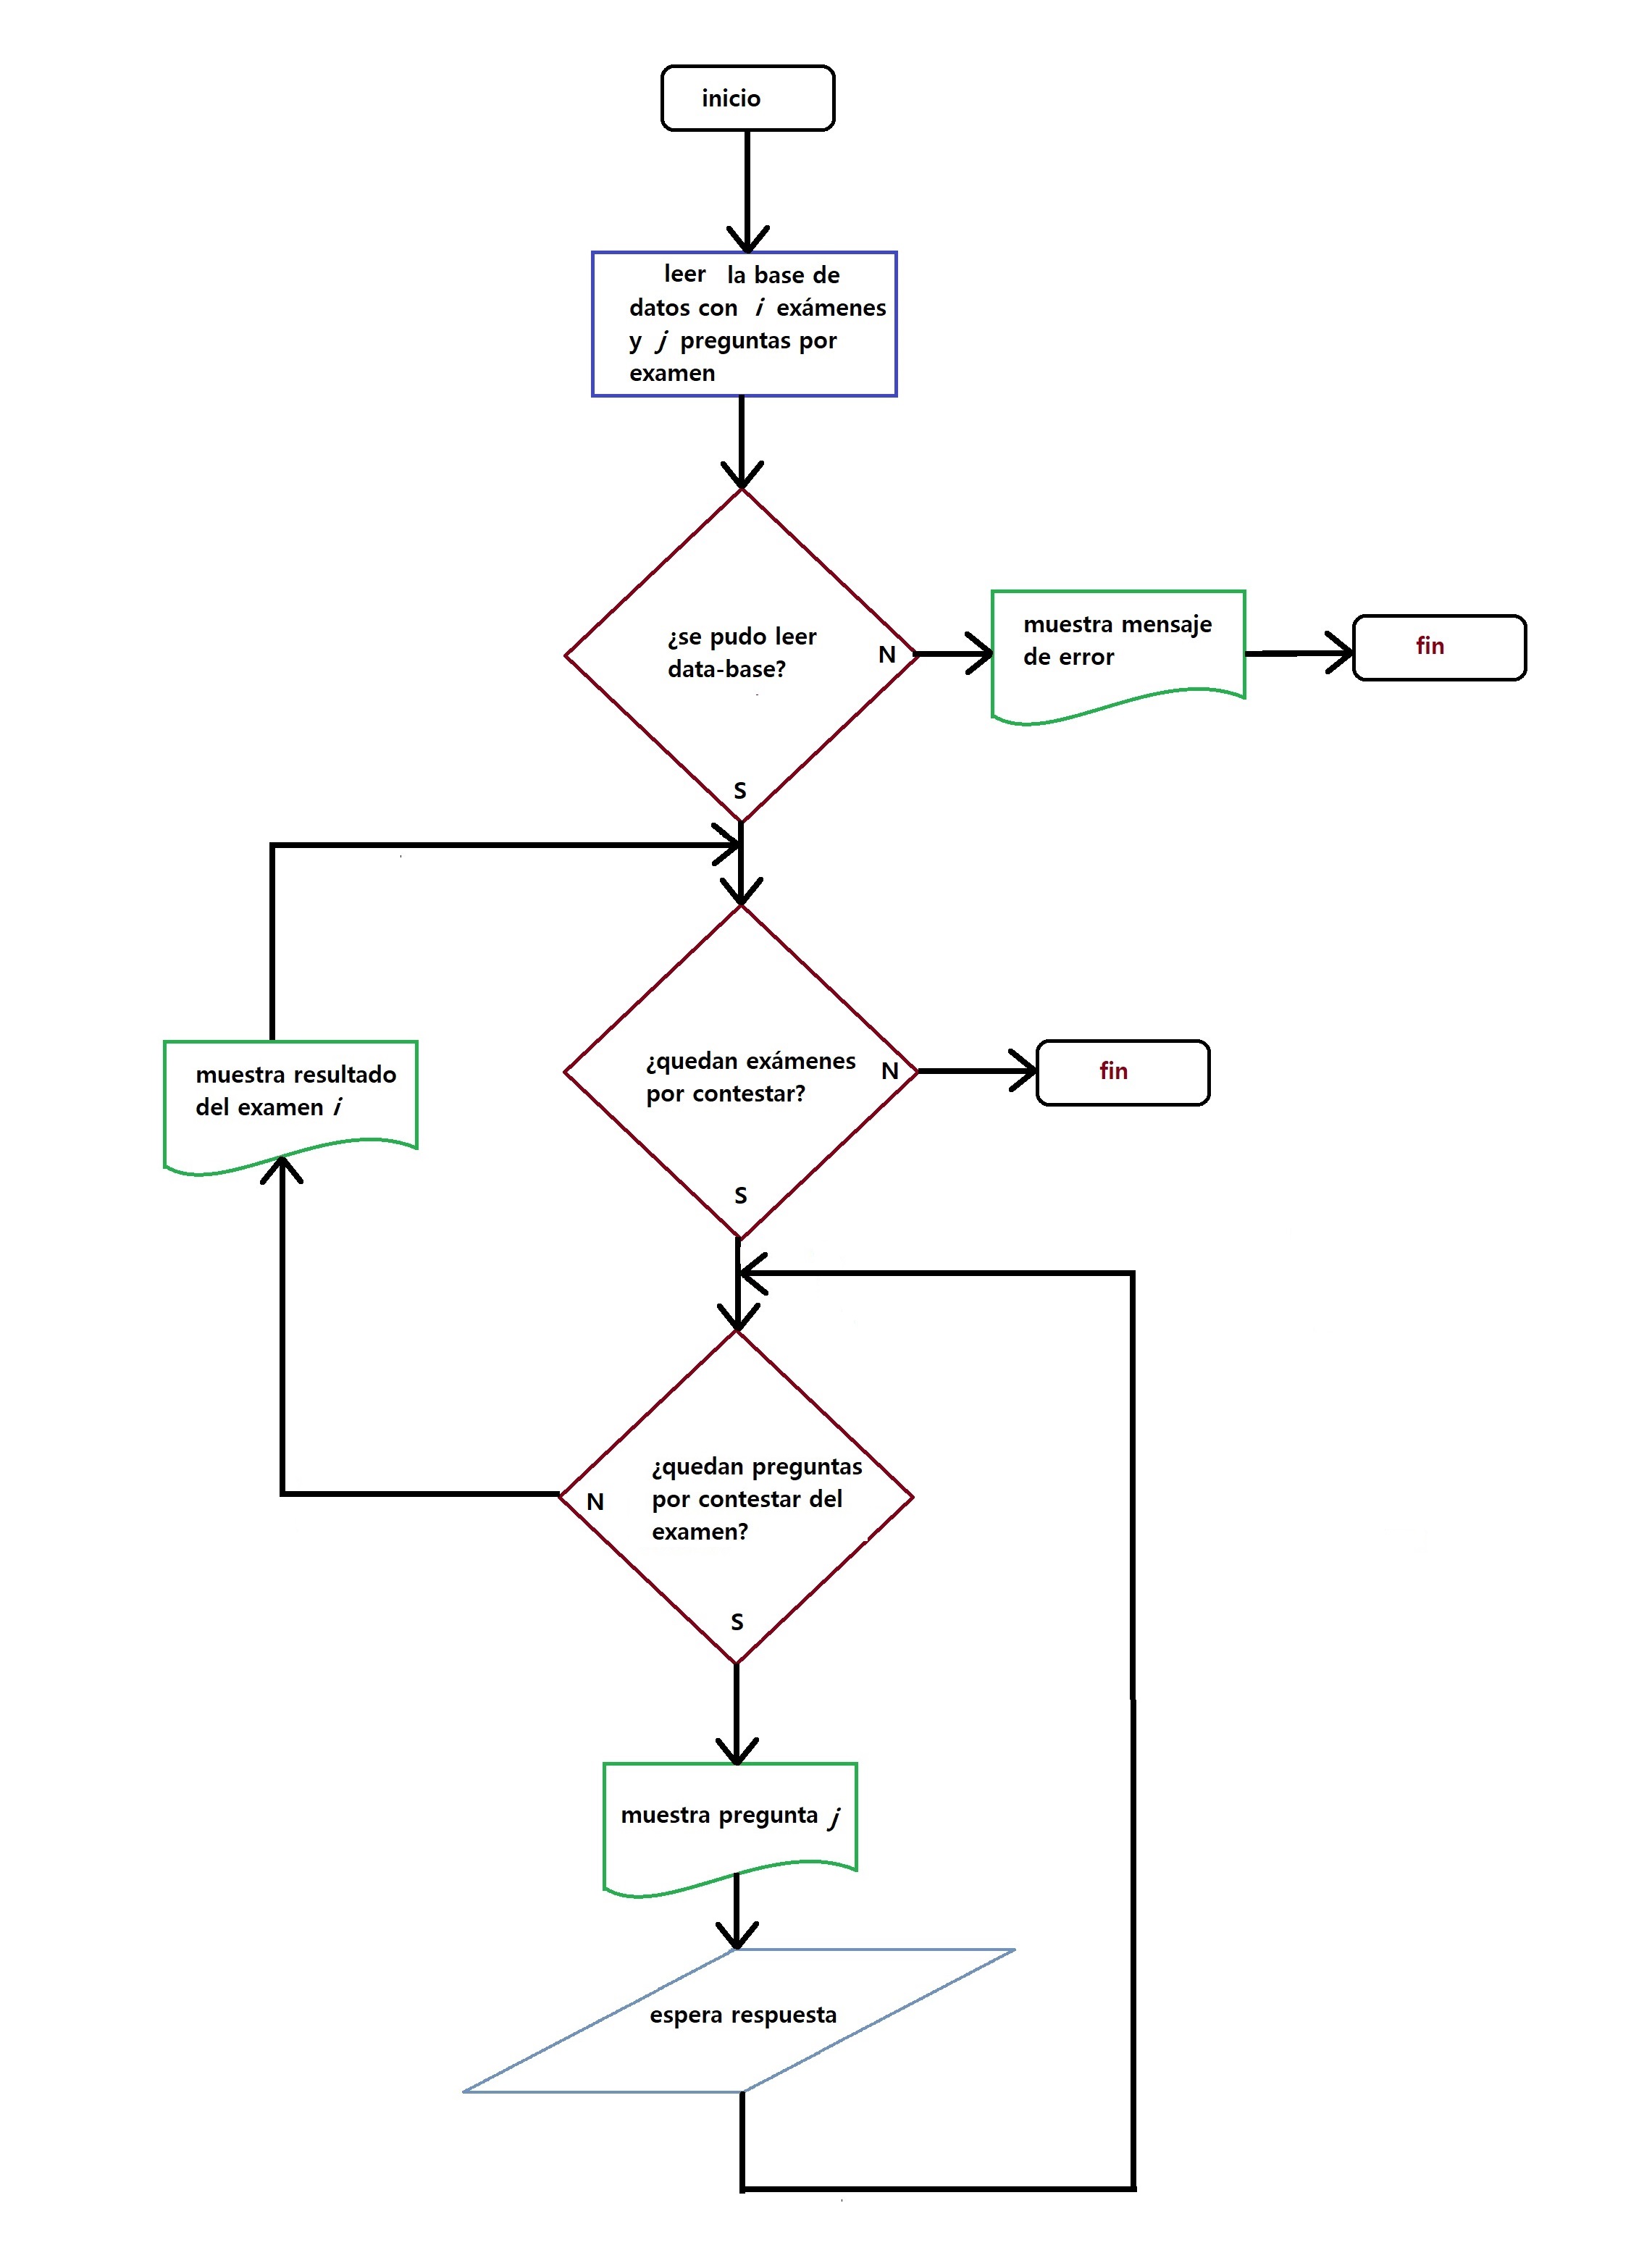 inicio
leer la base de
datos con i exámenes
y j preguntas por
examen
¿se pudo leer
data-base?
N
S
muestra mensaje
de error
fin
¿quedan exámenes
por contestar?
N
S
fin
muestra resultado
del examen i
¿quedan preguntas
por contestar del
examen?
N
S
muestra pregunta j
espera respuesta